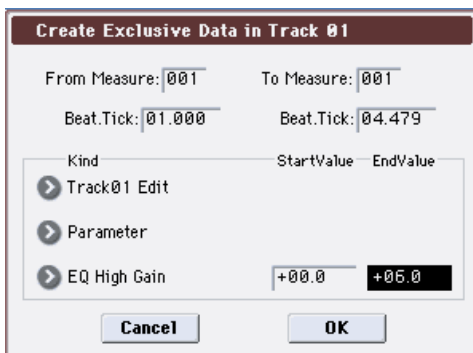 Create Exclusive Data in Track 01
From Measure: 001 To Measure: 001
Beat.Tick: 01.000 Beat.Tick: 04.479
Kind StartValue EndValue
Track01 Edit
Parameter
EQ High Gain +00.0 +06.0
Cancel OK